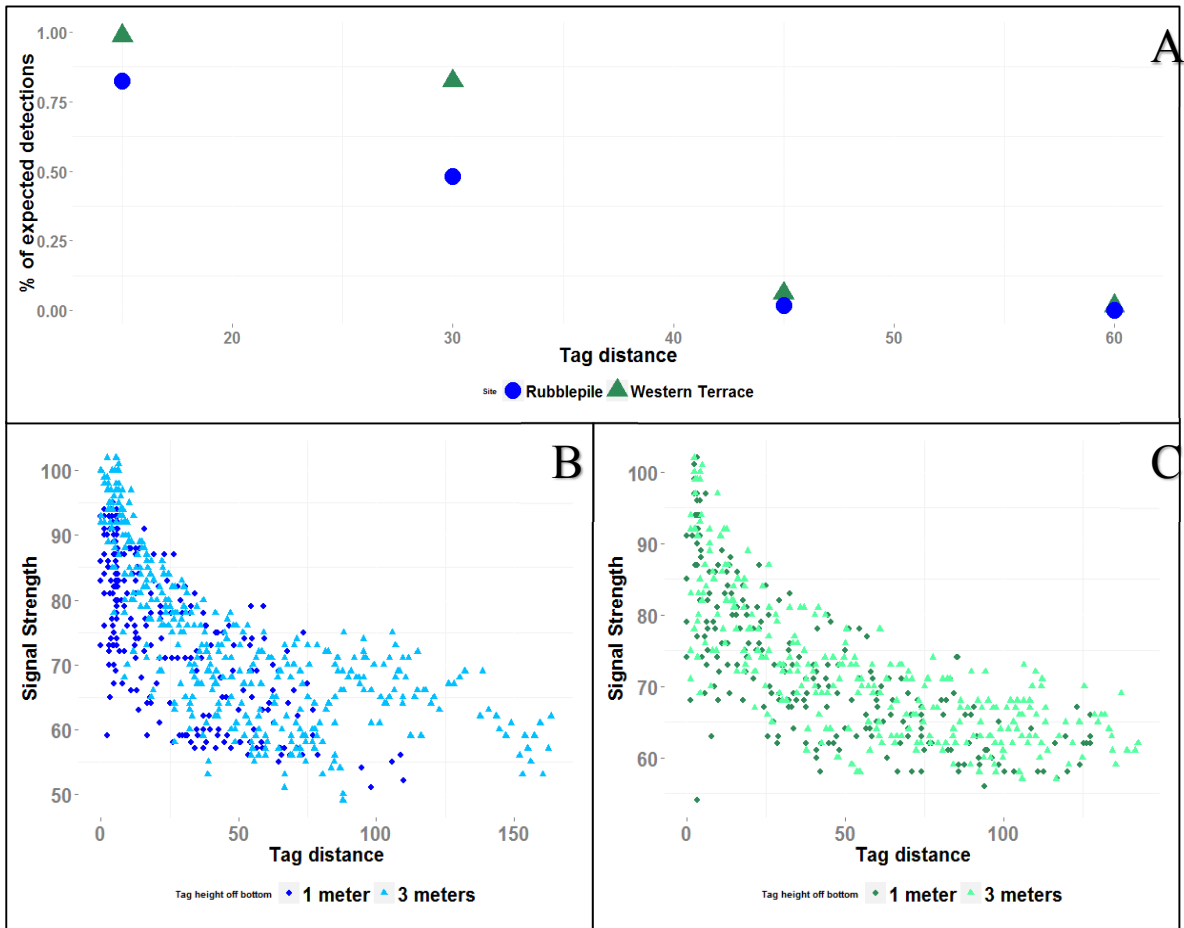 A
% of expected detections
1.00
0.75
0.50
0.25
0.00
20 30 40 50 60
Tag distance
Site Rubblepile Western Terrace
B
Signal Strength
100
90
80
70
60
50
0 50 100 150
Tag distance
Tag height off bottom 1 meter 3 meters
C
Signal Strength
100
90
80
70
60
0 50 100
Tag distance
Tag height off bottom 1 meter 3 meters